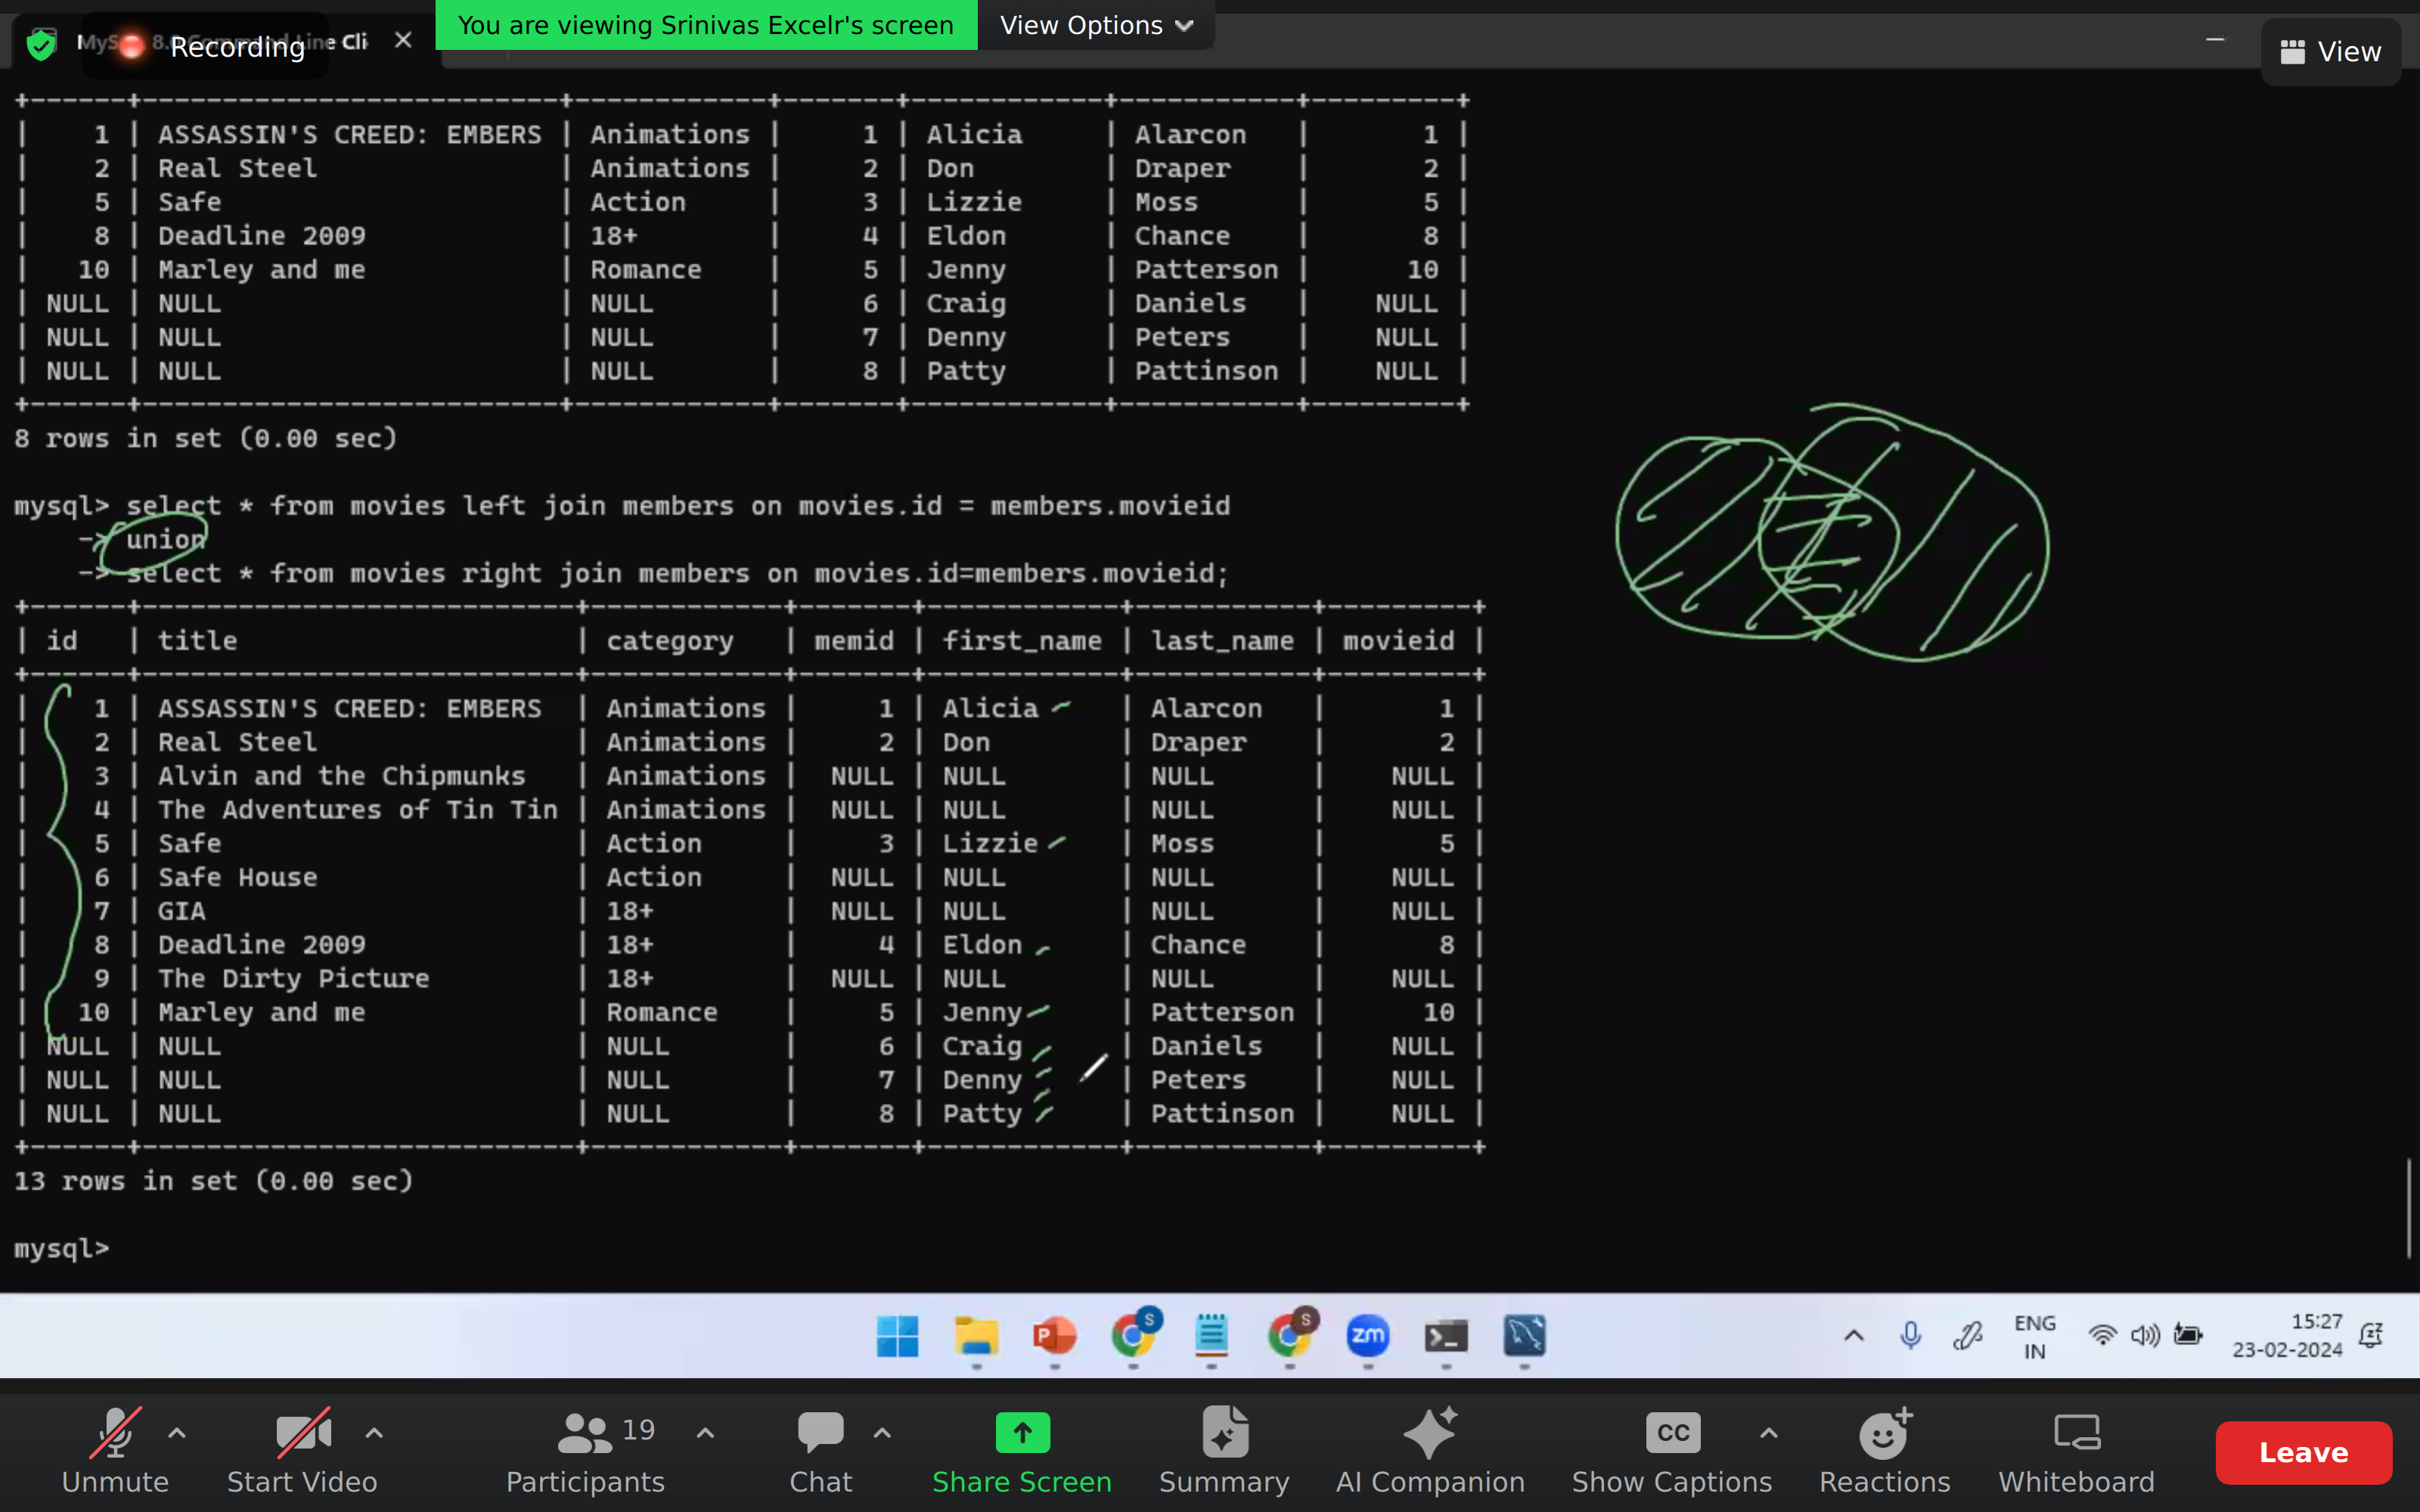 You are viewing Srinivas Excelr's screen View Options
Recording
View
+------+---------------------------+------------+-------+------------+-----------+---------+
| 1 | ASSASSIN'S CREED: EMBERS | Animations | 1 | Alicia | Alarcon | 1 |
| 2 | Real Steel | Animations | 2 | Don | Draper | 2 |
| 5 | Safe | Action | 3 | Lizzie | Moss | 5 |
| 8 | Deadline 2009 | 18+ | 4 | Eldon | Chance | 8 |
| 10 | Marley and me | Romance | 5 | Jenny | Patterson | 10 |
| NULL | NULL | NULL | 6 | Craig | Daniels | NULL |
| NULL | NULL | NULL | 7 | Denny | Peters | NULL |
| NULL | NULL | NULL | 8 | Patty | Pattinson | NULL |
+------+---------------------------+------------+-------+------------+-----------+---------+
8 rows in set (0.00 sec)
mysql> select * from movies left join members on movies.id = members.movieid
-> union
-> select * from movies right join members on movies.id=members.movieid;
+------+----------------------------+------------+-------+------------+-----------+---------+
| id | title | category | memid | first_name | last_name | movieid |
+------+----------------------------+------------+-------+------------+-----------+---------+
| 1 | ASSASSIN'S CREED: EMBERS | Animations | 1 | Alicia | Alarcon | 1 |
| 2 | Real Steel | Animations | 2 | Don | Draper | 2 |
| 3 | Alvin and the Chipmunks | Animations | NULL | NULL | NULL | NULL |
| 4 | The Adventures of Tin Tin | Animations | NULL | NULL | NULL | NULL |
| 5 | Safe | Action | 3 | Lizzie | Moss | 5 |
| 6 | Safe House | Action | NULL | NULL | NULL | NULL |
| 7 | GIA | 18+ | NULL | NULL | NULL | NULL |
| 8 | Deadline 2009 | 18+ | 4 | Eldon | Chance | 8 |
| 9 | The Dirty Picture | 18+ | NULL | NULL | NULL | NULL |
| 10 | Marley and me | Romance | 5 | Jenny | Patterson | 10 |
| NULL | NULL | NULL | 6 | Craig | Daniels | NULL |
| NULL | NULL | NULL | 7 | Denny | Peters | NULL |
| NULL | NULL | NULL | 8 | Patty | Pattinson | NULL |
+------+----------------------------+------------+-------+------------+-----------+---------+
13 rows in set (0.00 sec)
mysql>
ENG
IN
15:27
23-02-2024
19
Unmute Start Video Participants Chat Share Screen Summary AI Companion Show Captions Reactions Whiteboard Leave